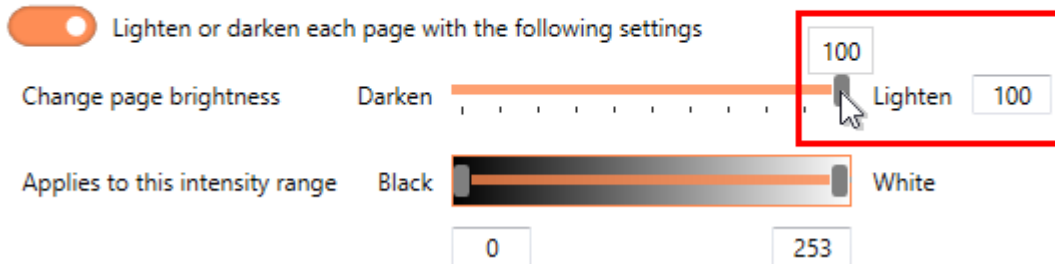 Lighten or darken each page with the following settings
100
Change page brightness Darken Lighten 100
Applies to this intensity range Black White
0 253